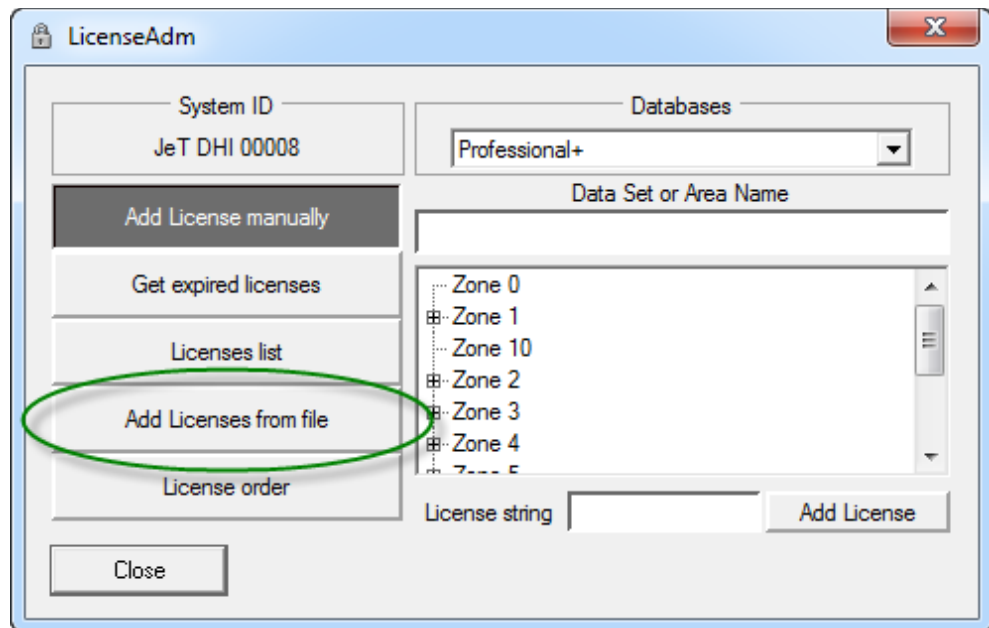 LicenseAdm
System ID
JeT DHI 00008
Databases
Professional+
Add License manually
Get expired licenses
Licenses list
Add Licenses from file
License order
Data Set or Area Name
Zone 0
Zone 1
Zone 10
Zone 2
Zone 3
Zone 4
Zone 5
License string
Add License
Close